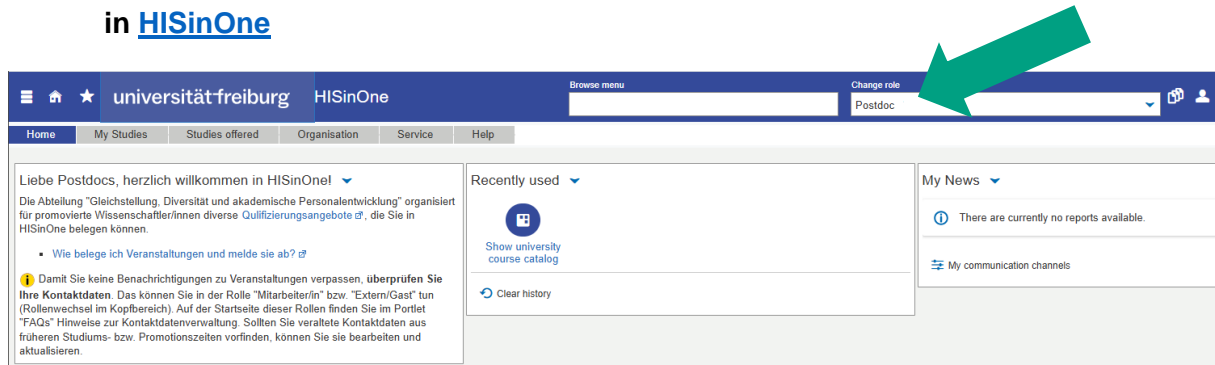 in HISinOne
universität freiburg HISinOne
Browse menu
Change role
Postdoc
Home My Studies Studies offered Organisation Service Help
Liebe Postdocs, herzlich willkommen in HISinOne!
Die Abteilung "Gleichstellung, Diversität und akademische Personalentwicklung" organisiert
für promovierte Wissenschaftler/innen diverse Qulifizierungsangebote, die Sie in
HISinOne belegen können.
Wie belege ich Veranstaltungen und melde sie ab?
Damit Sie keine Benachrichtigungen zu Veranstaltungen verpassen, überprüfen Sie
Ihre Kontaktdaten. Das können Sie in der Rolle "Mitarbeiter/in" bzw. "Extern/Gast" tun
(Rollenwechsel im Kopfbereich). Auf der Startseite dieser Rollen finden Sie im Portlet
"FAQs" Hinweise zur Kontaktdatenverwaltung. Sollten Sie veraltete Kontaktdaten aus
früheren Studiums- bzw. Promotionszeiten vorfinden, können Sie sie bearbeiten und
aktualisieren.
Recently used
Show university
course catalog
Clear history
My News
There are currently no reports available.
My communication channels